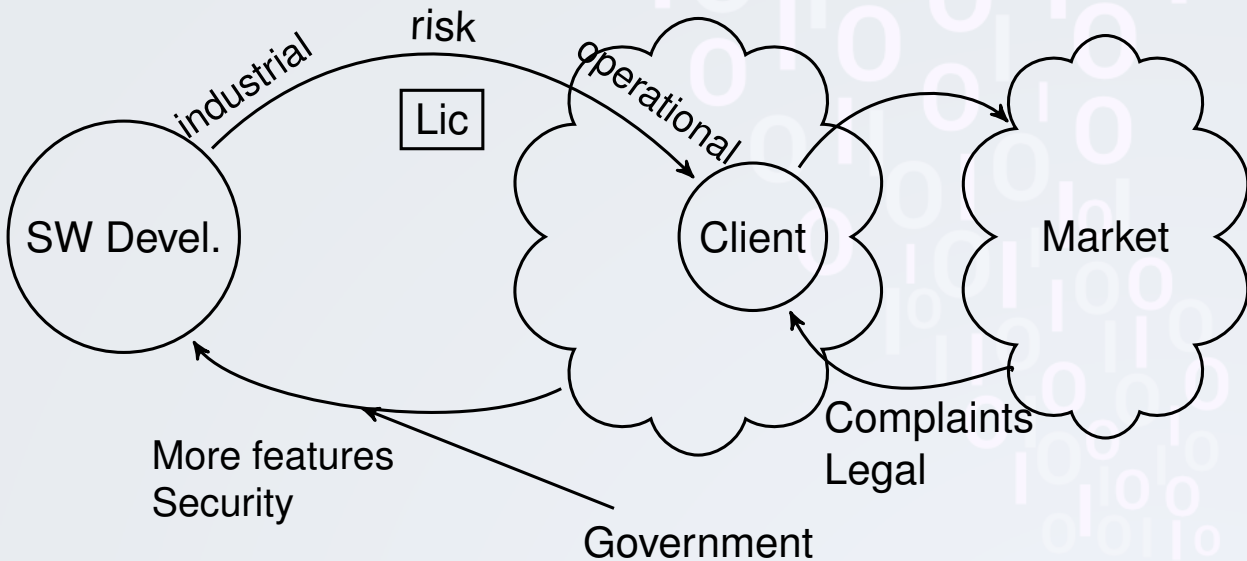 risk
industrial
operational
Lic
SW Devel.
Client
Market
Complaints
Legal
More features
Security
Government